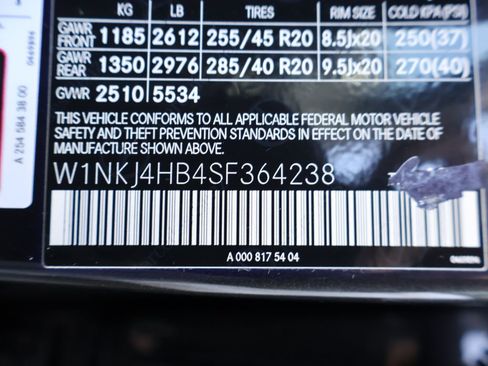 KG LB TIRES RIM SIZE COLD KPA(PSI)
GAWR FRONT 1185 2612 255/45 R20 8.5Jx20 250(37)
GAWR REAR 1350 2976 285/40 R20 9.5Jx20 270(40)
GVWR 2510 5534
THIS VEHICLE CONFORMS TO ALL APPLICABLE FEDERAL MOTOR VEHICLE
SAFETY AND THEFT PREVENTION STANDARDS IN EFFECT ON THE DATE OF
MANUFACTURE SHOWN ABOVE.
W1NKJ4HB4SF364238
A 000 817 54 04
A 254 584 38 00